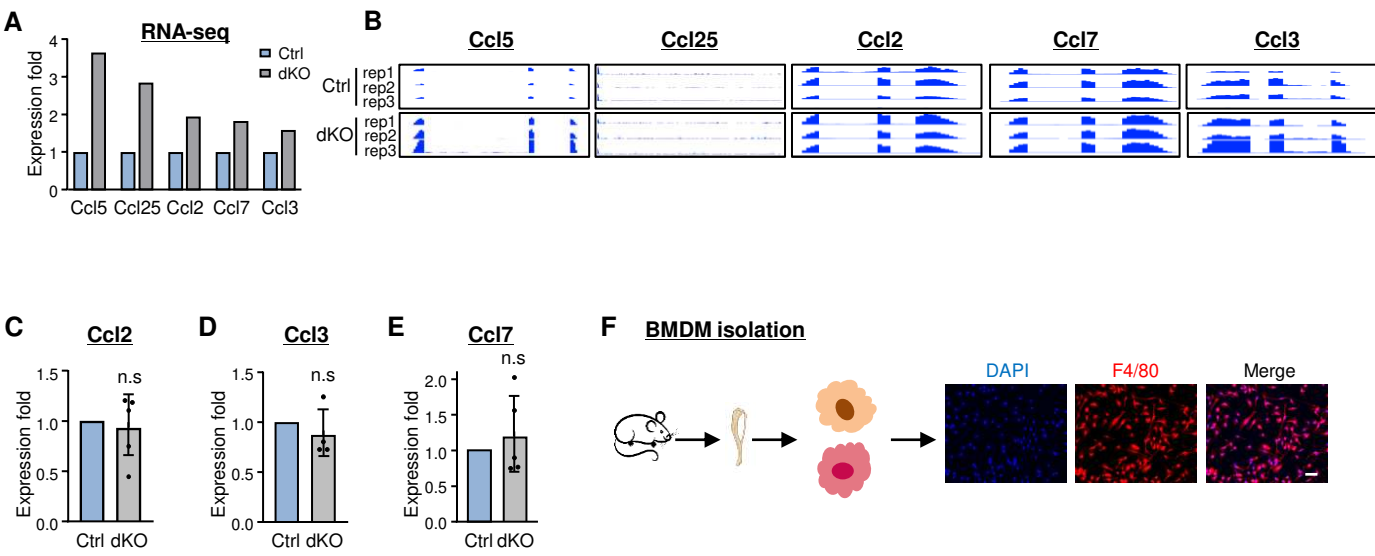 A
RNA-seq
Expression fold
4
3
2
1
0
Ctrl
dKO
Ccl5 Ccl25 Ccl2 Ccl7 Ccl3
B
Ccl5 Ccl25 Ccl2 Ccl7 Ccl3
Ctrl
rep1
rep2
rep3
dKO
rep1
rep2
rep3
C
Ccl2
n.s
Expression fold
1.5
1.0
0.5
0.0
Ctrl dKO
D
Ccl3
n.s
Expression fold
1.5
1.0
0.5
0.0
Ctrl dKO
E
Ccl7
n.s
Expression fold
2.0
1.5
1.0
0.5
0.0
Ctrl dKO
F
BMDM isolation
DAPI F4/80 Merge